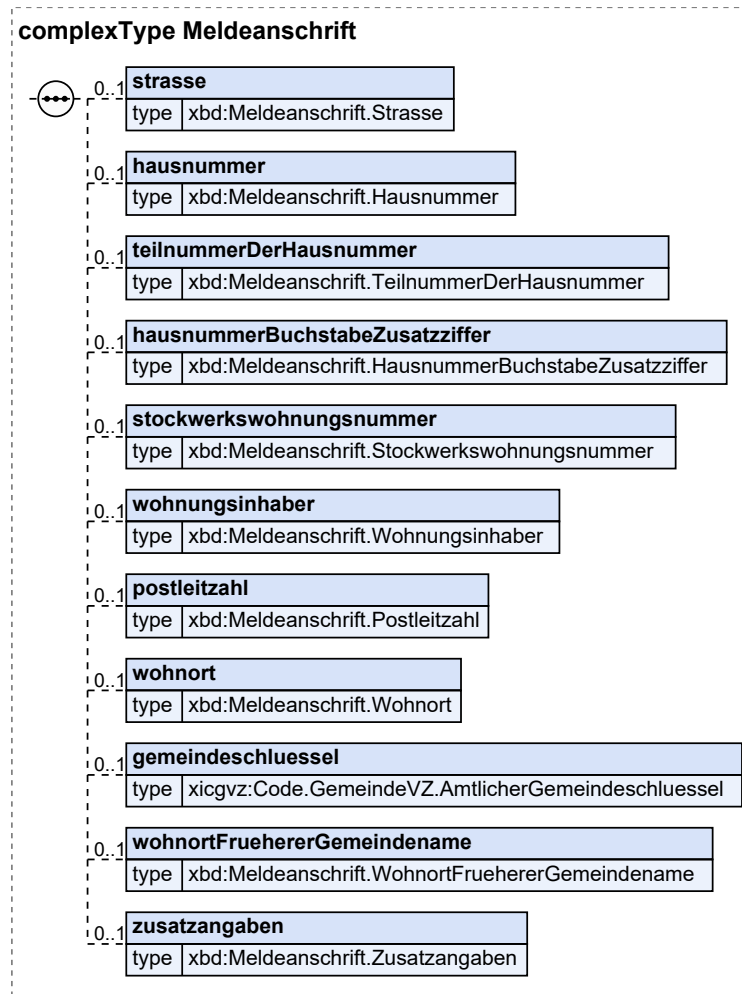 complexType Meldeanschrift
0..1 strasse
type xbd:Meldeanschrift.Strasse
0..1 hausnummer
type xbd:Meldeanschrift.Hausnummer
0..1 teilnummerDerHausnummer
type xbd:Meldeanschrift.TeilnummerDerHausnummer
0..1 hausnummerBuchstabeZusatzziffer
type xbd:Meldeanschrift.HausnummerBuchstabeZusatzziffer
0..1 stockwerkswohnungsnummer
type xbd:Meldeanschrift.Stockwerkswohnungsnummer
0..1 wohnungsinhaber
type xbd:Meldeanschrift.Wohnungsinhaber
0..1 postleitzahl
type xbd:Meldeanschrift.Postleitzahl
0..1 wohnort
type xbd:Meldeanschrift.Wohnort
0..1 gemeindeschluessel
type xicgvz:Code.GemeindeVZ.AmtlicherGemeindeschluessel
0..1 wohnortFruehererGemeindename
type xbd:Meldeanschrift.WohnortFruehererGemeindename
0..1 zusatzangaben
type xbd:Meldeanschrift.Zusatzangaben